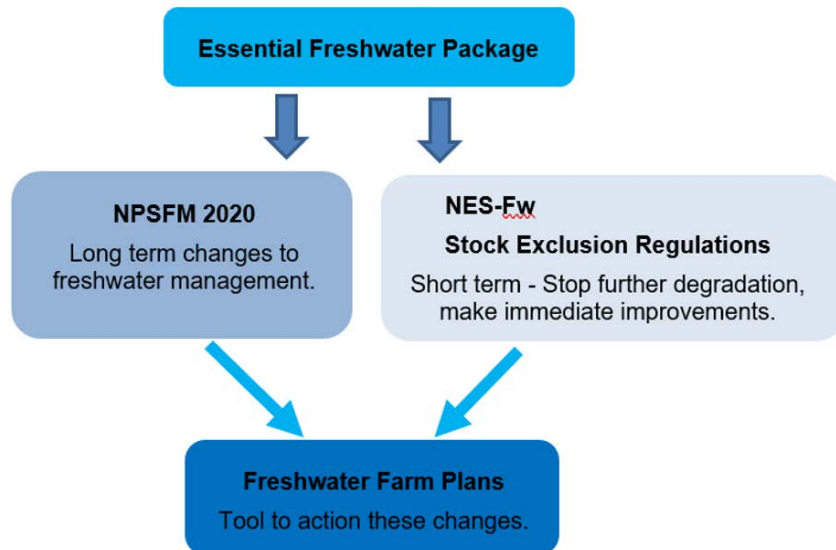 Essential Freshwater Package
NPSFM 2020
Long term changes to
freshwater management.
NES-Fw
Stock Exclusion Regulations
Short term - Stop further degradation,
make immediate improvements.
Freshwater Farm Plans
Tool to action these changes.